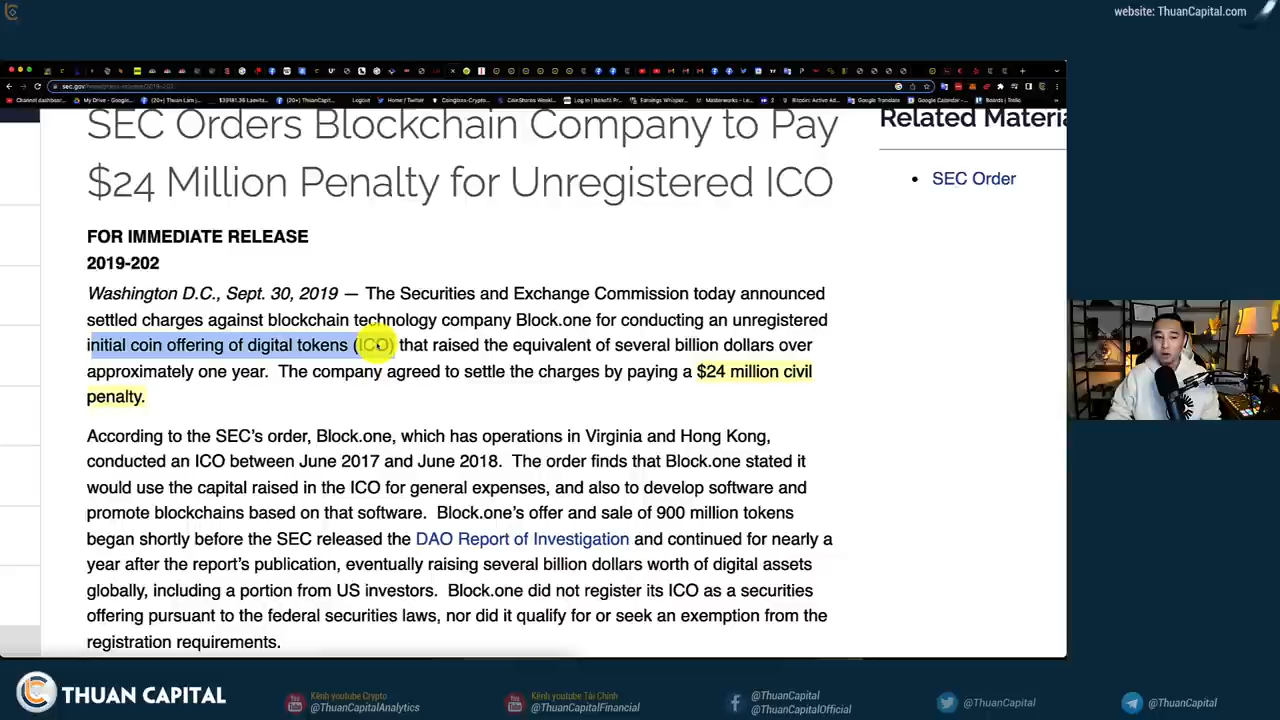 website: ThuanCapital.com
sec.gov
SEC Orders Blockchain Company to Pay
$24 Million Penalty for Unregistered ICO
Related Materia
• SEC Order
FOR IMMEDIATE RELEASE
2019-202
Washington D.C., Sept. 30, 2019 — The Securities and Exchange Commission today announced
settled charges against blockchain technology company Block.one for conducting an unregistered
initial coin offering of digital tokens (ICO) that raised the equivalent of several billion dollars over
approximately one year. The company agreed to settle the charges by paying a $24 million civil
penalty.
According to the SEC's order, Block.one, which has operations in Virginia and Hong Kong,
conducted an ICO between June 2017 and June 2018. The order finds that Block.one stated it
would use the capital raised in the ICO for general expenses, and also to develop software and
promote blockchains based on that software. Block.one's offer and sale of 900 million tokens
began shortly before the SEC released the DAO Report of Investigation and continued for nearly a
year after the report's publication, eventually raising several billion dollars worth of digital assets
globally, including a portion from US investors. Block.one did not register its ICO as a securities
offering pursuant to the federal securities laws, nor did it qualify for or seek an exemption from the
registration requirements.
THUAN CAPITAL
Kênh youtube Crypto
@ThuanCapitalAnalytics
Kênh youtube Tài Chính
@ThuanCapitalFinancial
@ThuanCapital
@ThuanCapitalOfficial
@ThuanCapital
@ThuanCapital